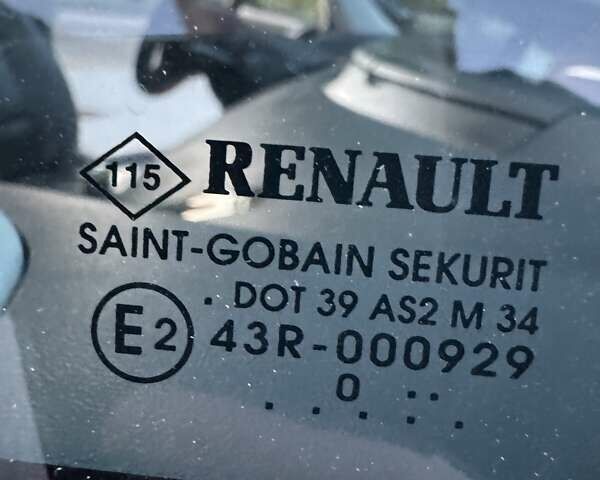 115 RENAULT
SAINT-GOBAIN SEKURIT
. DOT 39 AS2 M 34
E2 43R-000929
0
. . . . : .